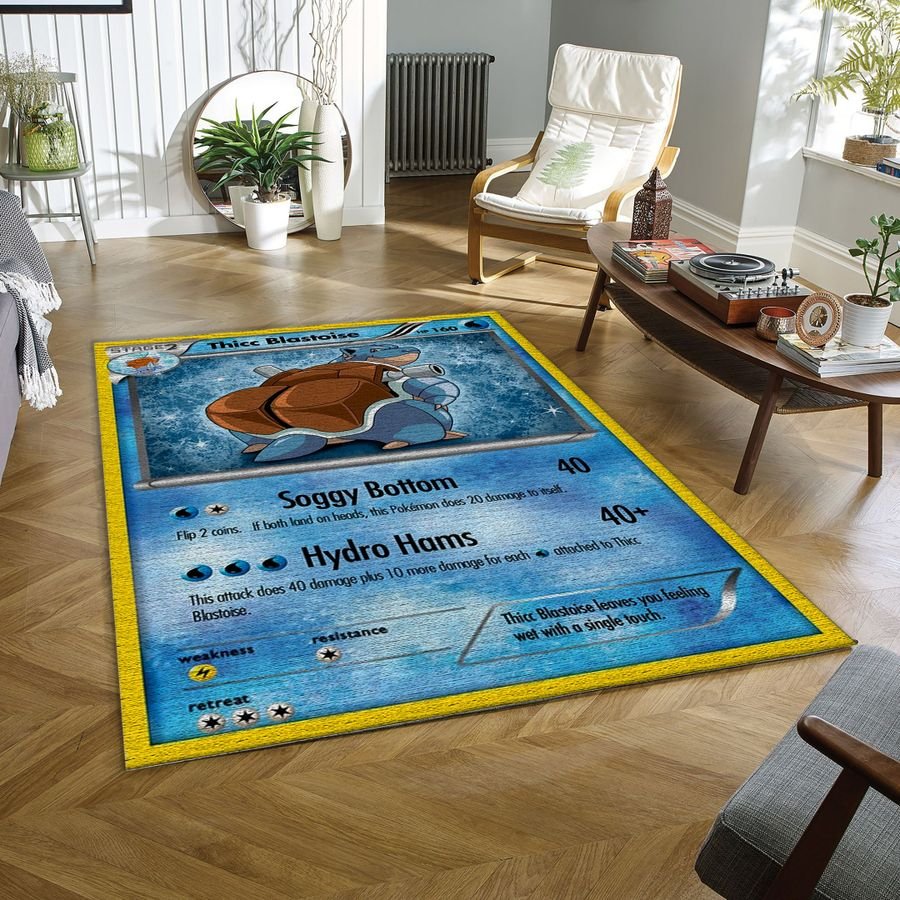 STAGE 2 Thicc Blastoise HP 160
Soggy Bottom 40
Flip 2 coins. If both land on heads, this Pokémon does 20 damage to itself.
Hydro Hams 40+
This attack does 40 damage plus 10 more damage for each attached to Thicc
Blastoise.
weakness
resistance
Thicc Blastoise leaves you feeling
wet with a single touch.
retreat